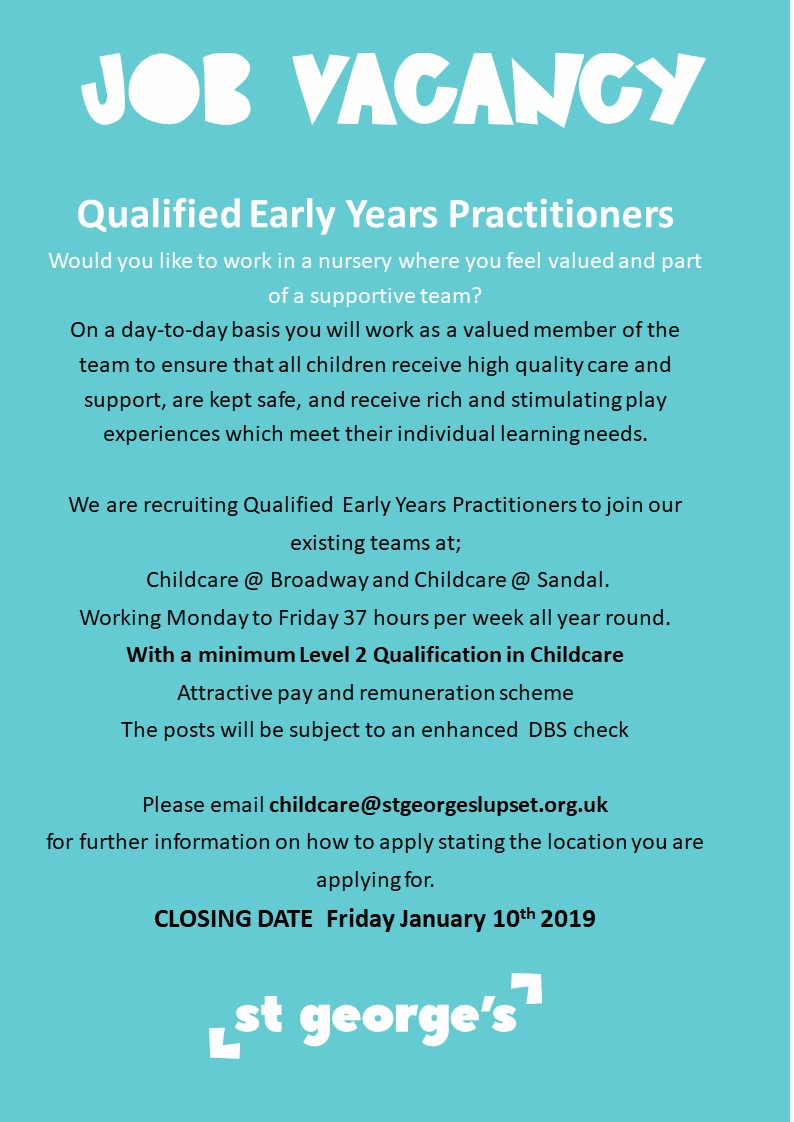 JOB VACANCY
Qualified Early Years Practitioners
Would you like to work in a nursery where you feel valued and part
of a supportive team?
On a day-to-day basis you will work as a valued member of the
team to ensure that all children receive high quality care and
support, are kept safe, and receive rich and stimulating play
experiences which meet their individual learning needs.
We are recruiting Qualified Early Years Practitioners to join our
existing teams at;
Childcare @ Broadway and Childcare @ Sandal.
Working Monday to Friday 37 hours per week all year round.
With a minimum Level 2 Qualification in Childcare
Attractive pay and remuneration scheme
The posts will be subject to an enhanced DBS check
Please email childcare@stgeorgeslupset.org.uk
for further information on how to apply stating the location you are
applying for.
CLOSING DATE Friday January 10th 2019
st george's